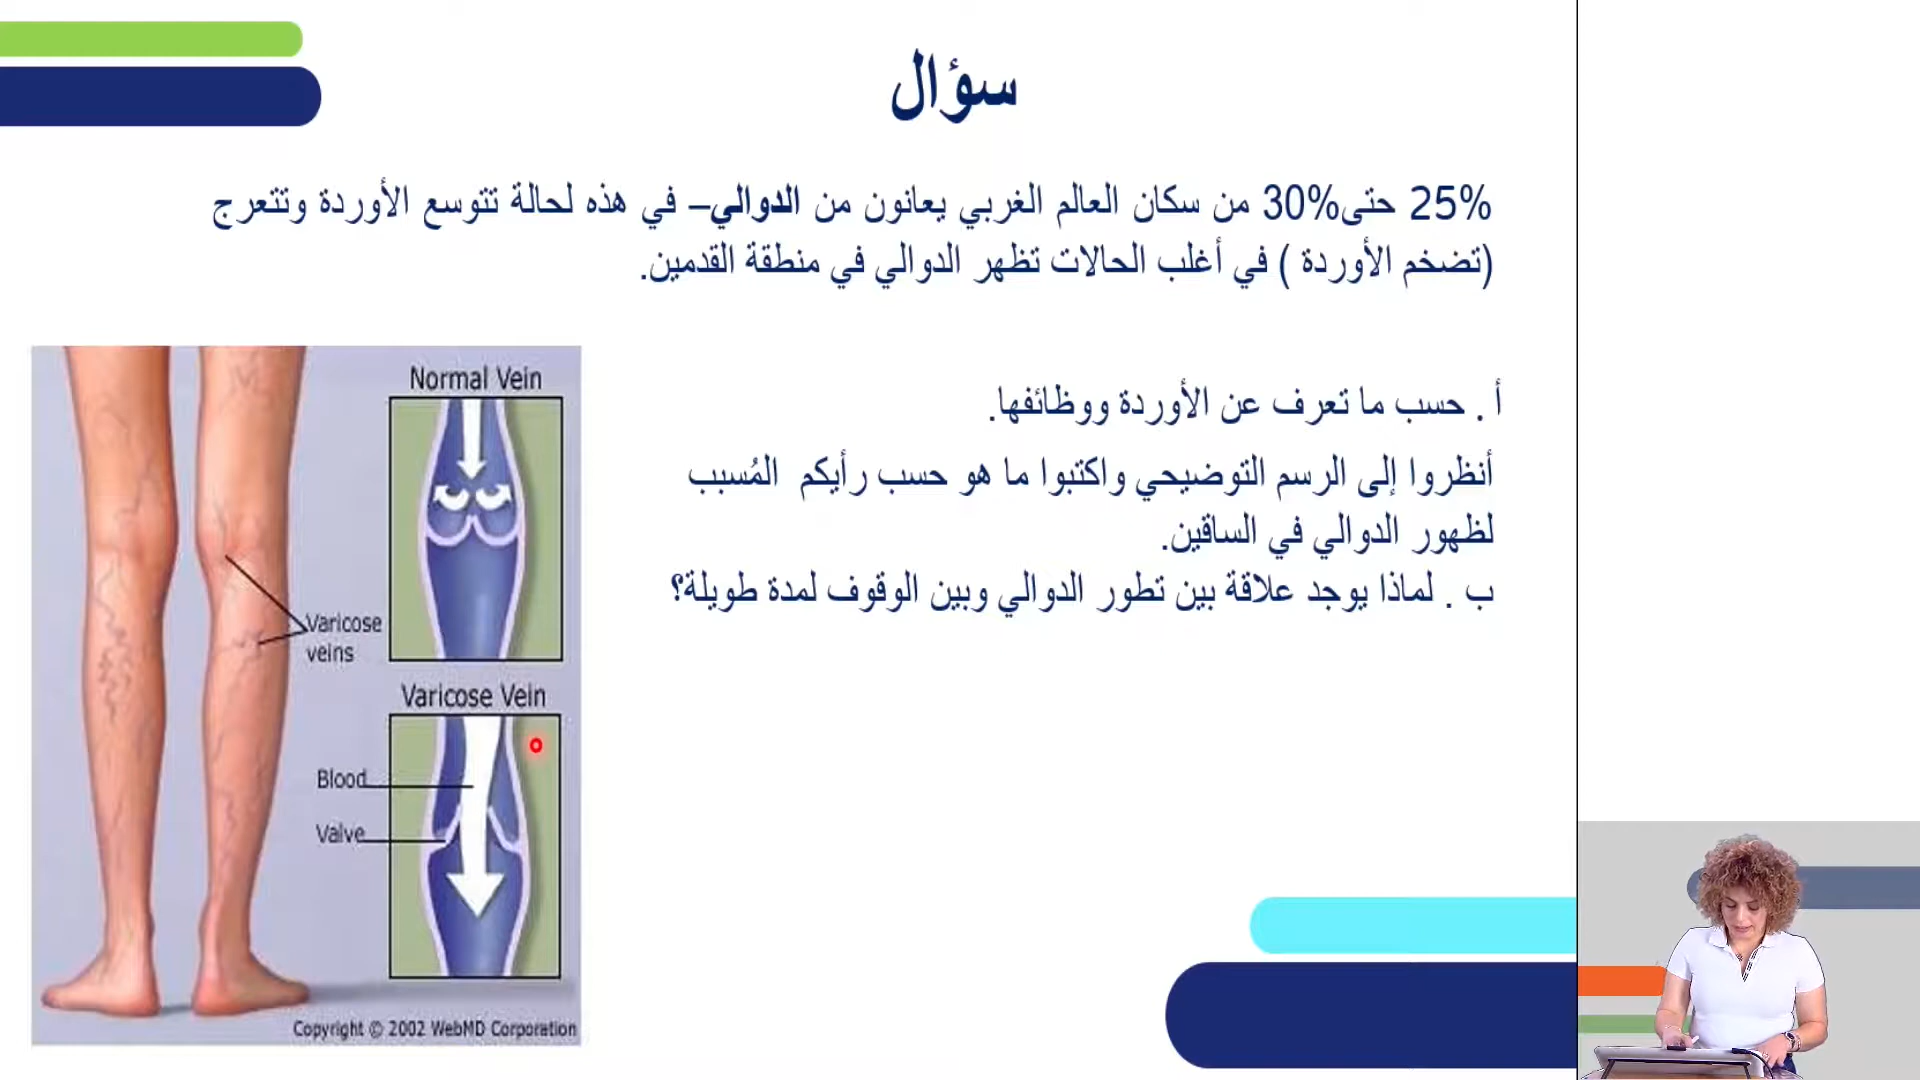 سؤال
25% حتى30% من سكان العالم الغربي يعانون من الدوالي– في هذه لحالة تتوسع الأوردة وتتعرج
(تضخم الأوردة ) في أغلب الحالات تظهر الدوالي في منطقة القدمين.
أ . حسب ما تعرف عن الأوردة ووظائفها.
أنظروا إلى الرسم التوضيحي واكتبوا ما هو حسب رأيكم المُسبب
لظهور الدوالي في الساقين.
ب . لماذا يوجد علاقة بين تطور الدوالي وبين الوقوف لمدة طويلة؟
Normal Vein
Varicose
veins
Varicose Vein
Blood
Valve
Copyright © 2002 WebMD Corporation